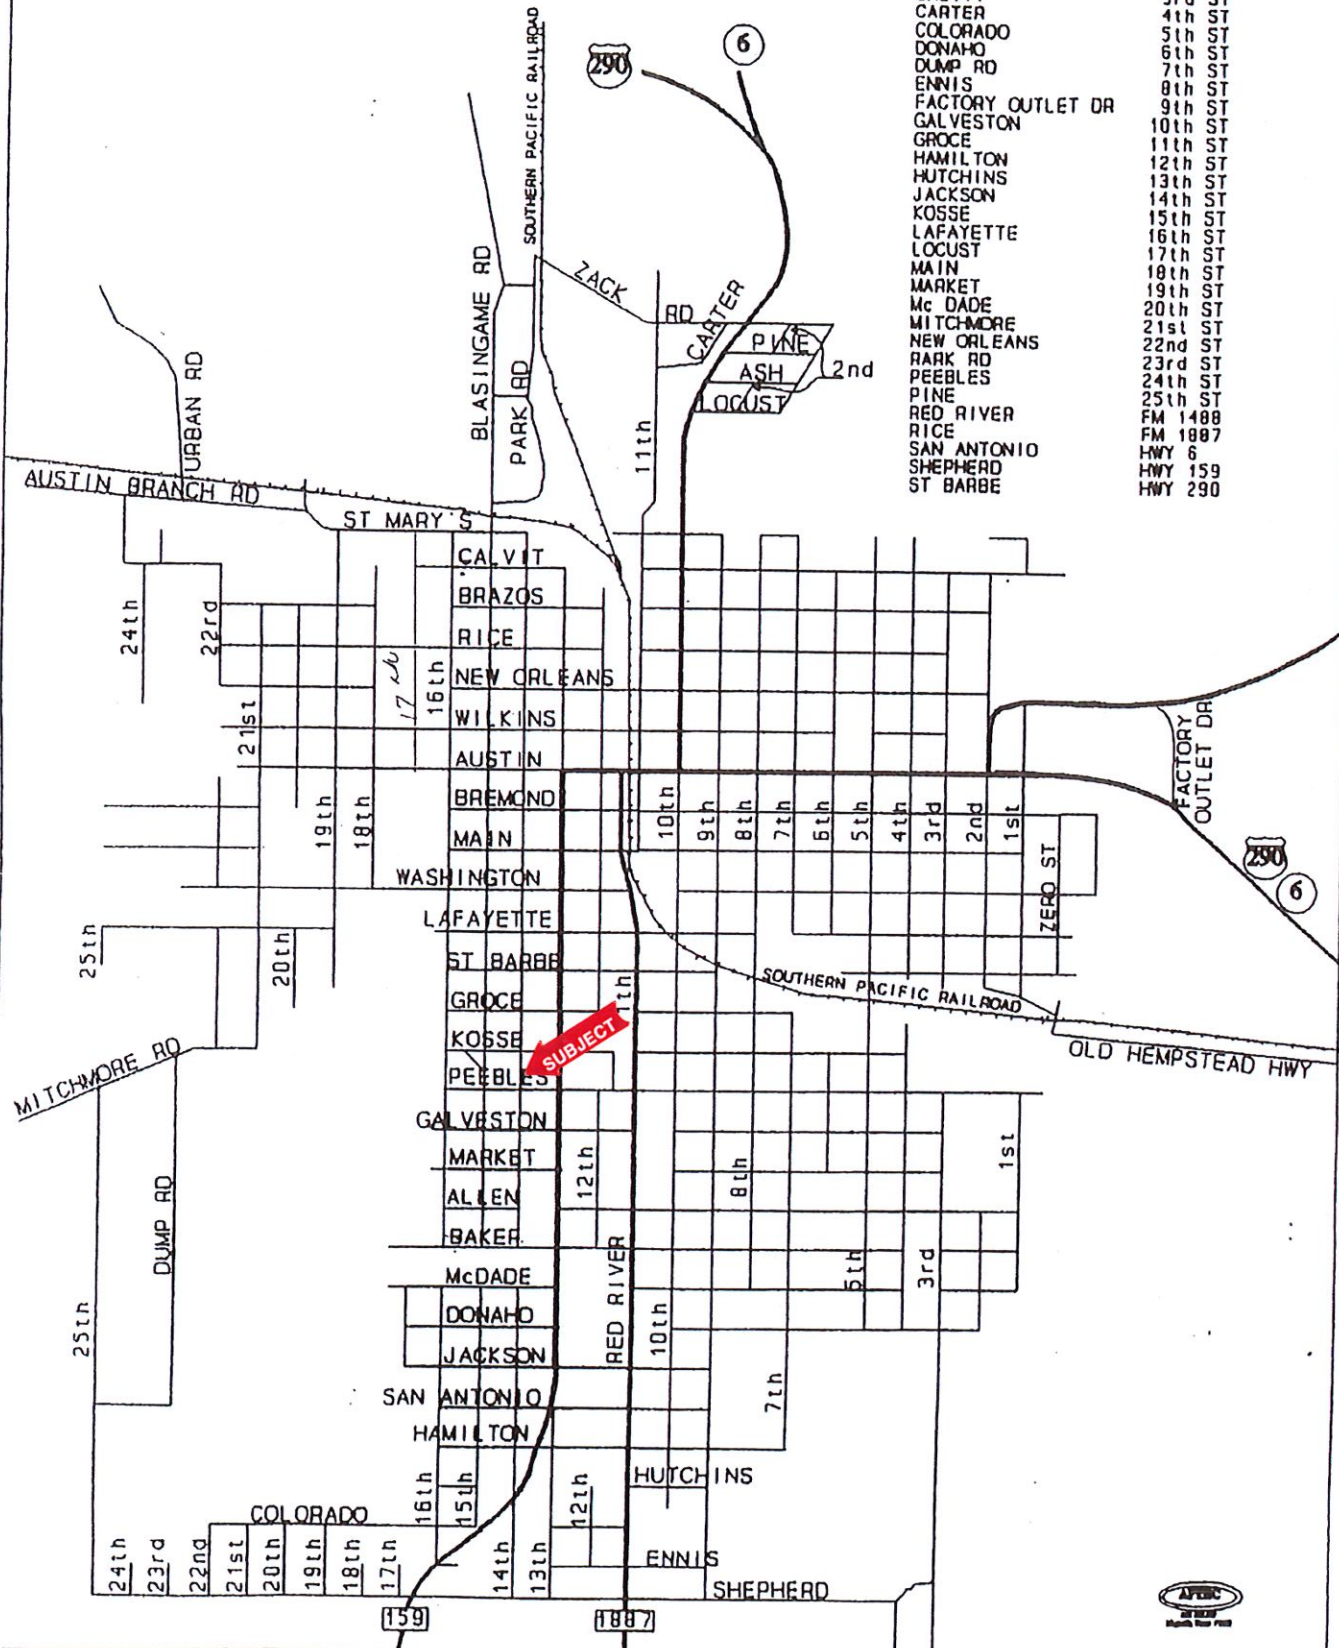 3rd ST
CARTER 4th ST
COLORADO 5th ST
DONAHO 6th ST
DUMP RD 7th ST
ENNIS 8th ST
FACTORY OUTLET DR 9th ST
GALVESTON 10th ST
GROCE 11th ST
HAMILTON 12th ST
HUTCHINS 13th ST
JACKSON 14th ST
KOSSE 15th ST
LAFAYETTE 16th ST
LOCUST 17th ST
MAIN 18th ST
MARKET 19th ST
Mc DADE 20th ST
MITCHMORE 21st ST
NEW ORLEANS 22nd ST
PARK RD 23rd ST
PEEBLES 24th ST
PINE 25th ST
RED RIVER FM 1488
RICE FM 1887
SAN ANTONIO HWY 6
SHEPHERD HWY 159
ST BARBE HWY 290
SOUTHERN PACIFIC RAILROAD
290
6
BLASINGAME RD
ZACK RD
CARTER
PINE
ASH
LOCUST
2nd
URBAN RD
PARK RD
11th
AUSTIN BRANCH RD
ST MARY'S
CALVIT
BRAZOS
RICE
NEW ORLEANS
WILKINS
AUSTIN
BREMOND
MAIN
WASHINGTON
LAFAYETTE
ST BARBE
GROCE
KOSSE
PEEBLES
GALVESTON
MARKET
ALLEN
BAKER
McDADE
DONAHO
JACKSON
SAN ANTONIO
HAMILTON
24th
22rd
21st
17th
16th
19th
18th
10th
9th
8th
7th
6th
5th
4th
3rd
2nd
1st
FACTORY
OUTLET DR
290
6
ZERO ST
25th
20th
1th
SUBJECT
SOUTHERN PACIFIC RAILROAD
OLD HEMPSTEAD HWY
MITCHMORE RD
DUMP RD
25th
12th
8th
1st
RED RIVER
10th
5th
3rd
7th
HUTCHINS
16th
15th
12th
COLORADO
24th
23rd
22nd
21st
20th
19th
18th
17th
14th
13th
ENNIS
SHEPHERD
159
1887